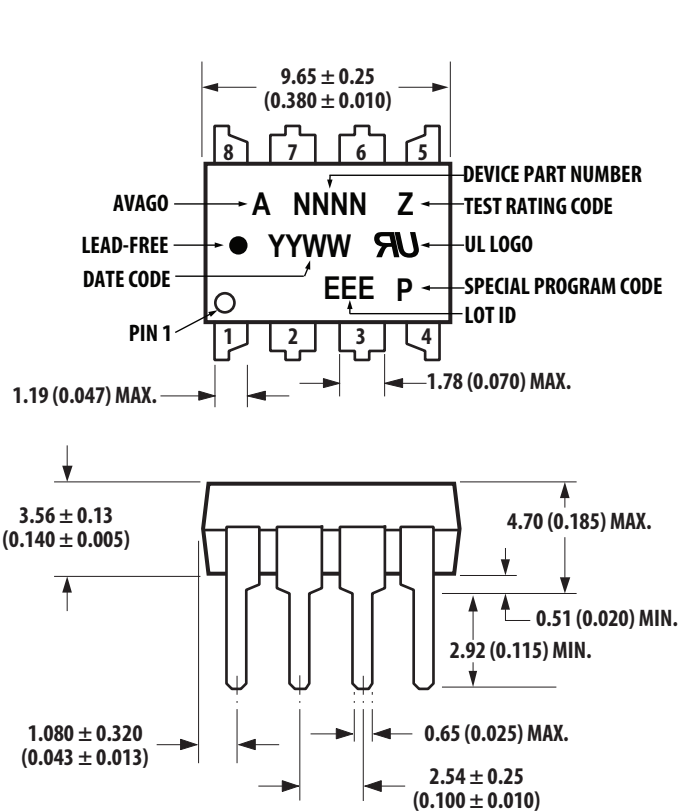 9.65 ± 0.25
(0.380 ± 0.010)
8 7 6 5
DEVICE PART NUMBER
AVAGO A NNNN Z TEST RATING CODE
LEAD-FREE YYWW UL LOGO
DATE CODE EEE P SPECIAL PROGRAM CODE
LOT ID
PIN 1
1 2 3 4
1.78 (0.070) MAX.
1.19 (0.047) MAX.
3.56 ± 0.13
(0.140 ± 0.005)
4.70 (0.185) MAX.
0.51 (0.020) MIN.
2.92 (0.115) MIN.
1.080 ± 0.320
(0.043 ± 0.013)
0.65 (0.025) MAX.
2.54 ± 0.25
(0.100 ± 0.010)